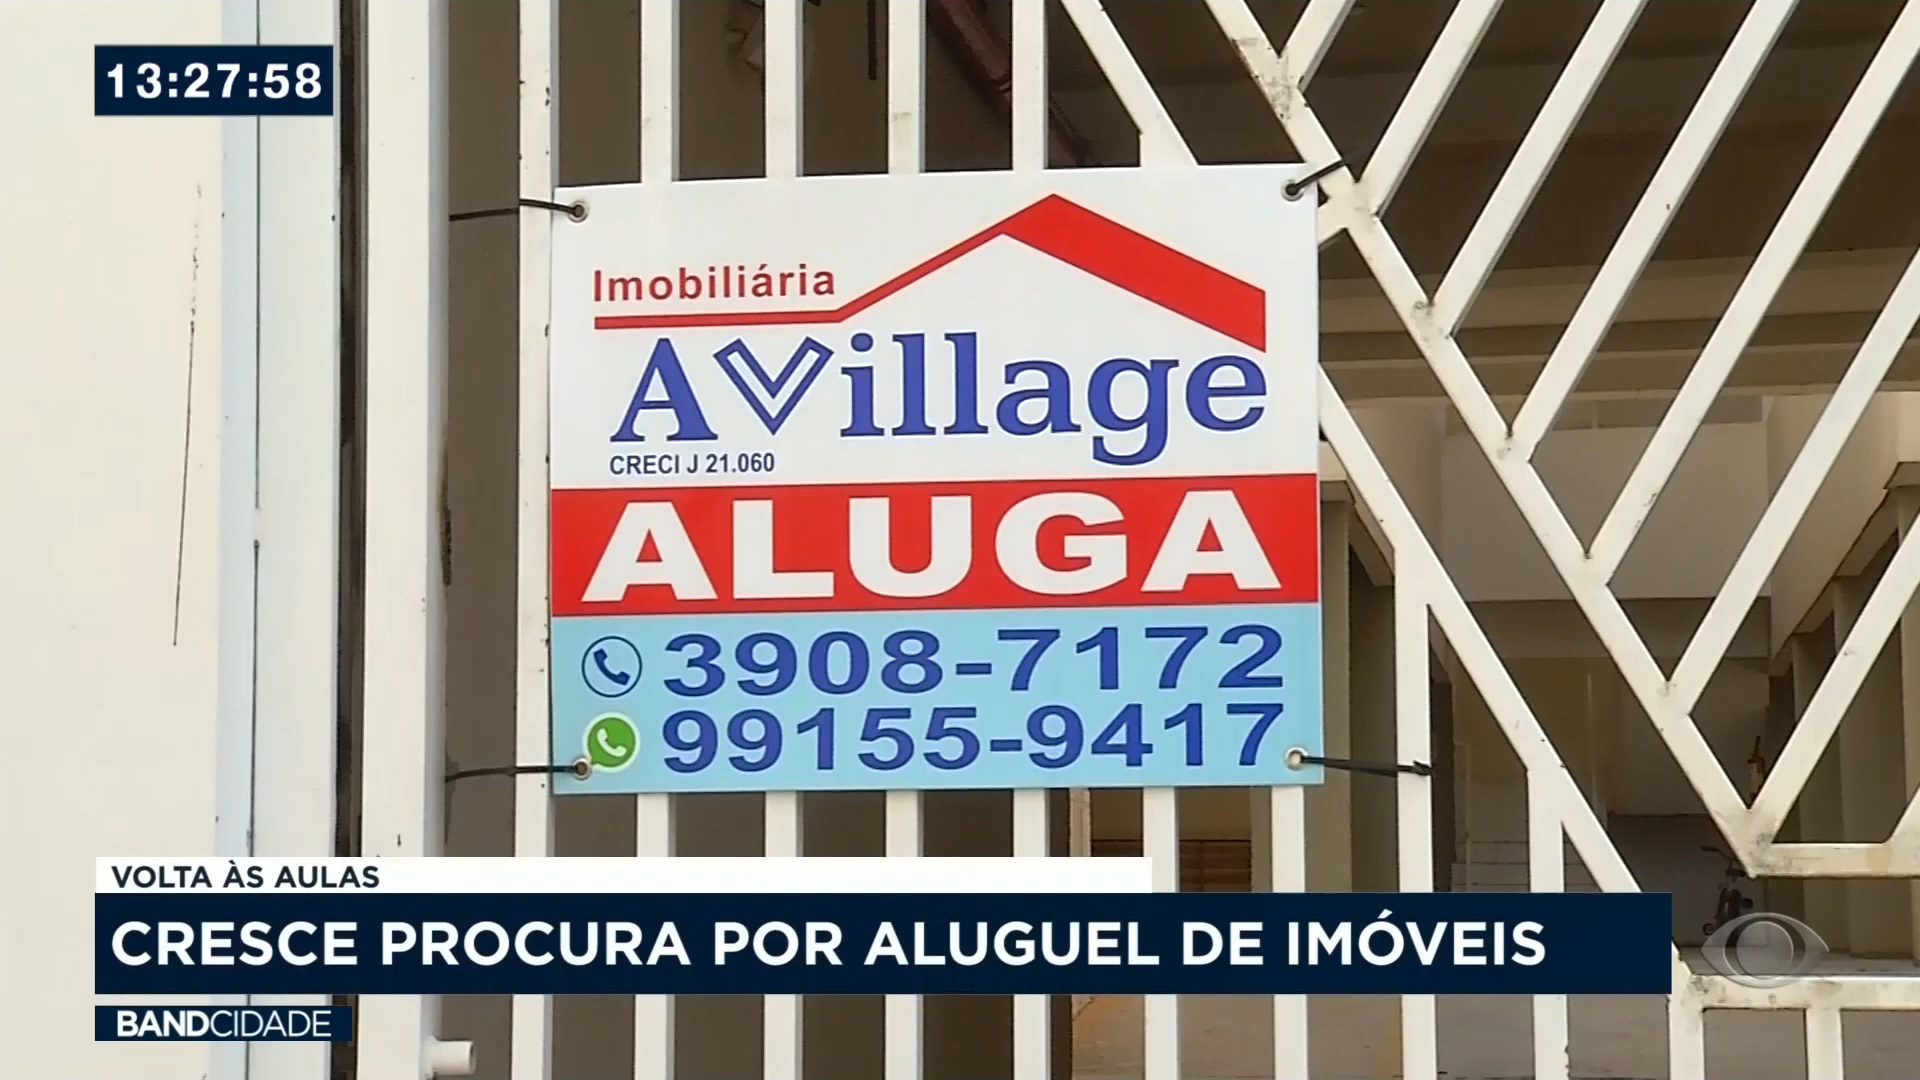 13:27:58
Imobiliária
AVillage
CRECI J 21.060
ALUGA
3908-7172
99155-9417
VOLTA ÀS AULAS
CRESCE PROCURA POR ALUGUEL DE IMÓVEIS
BANDCIDADE